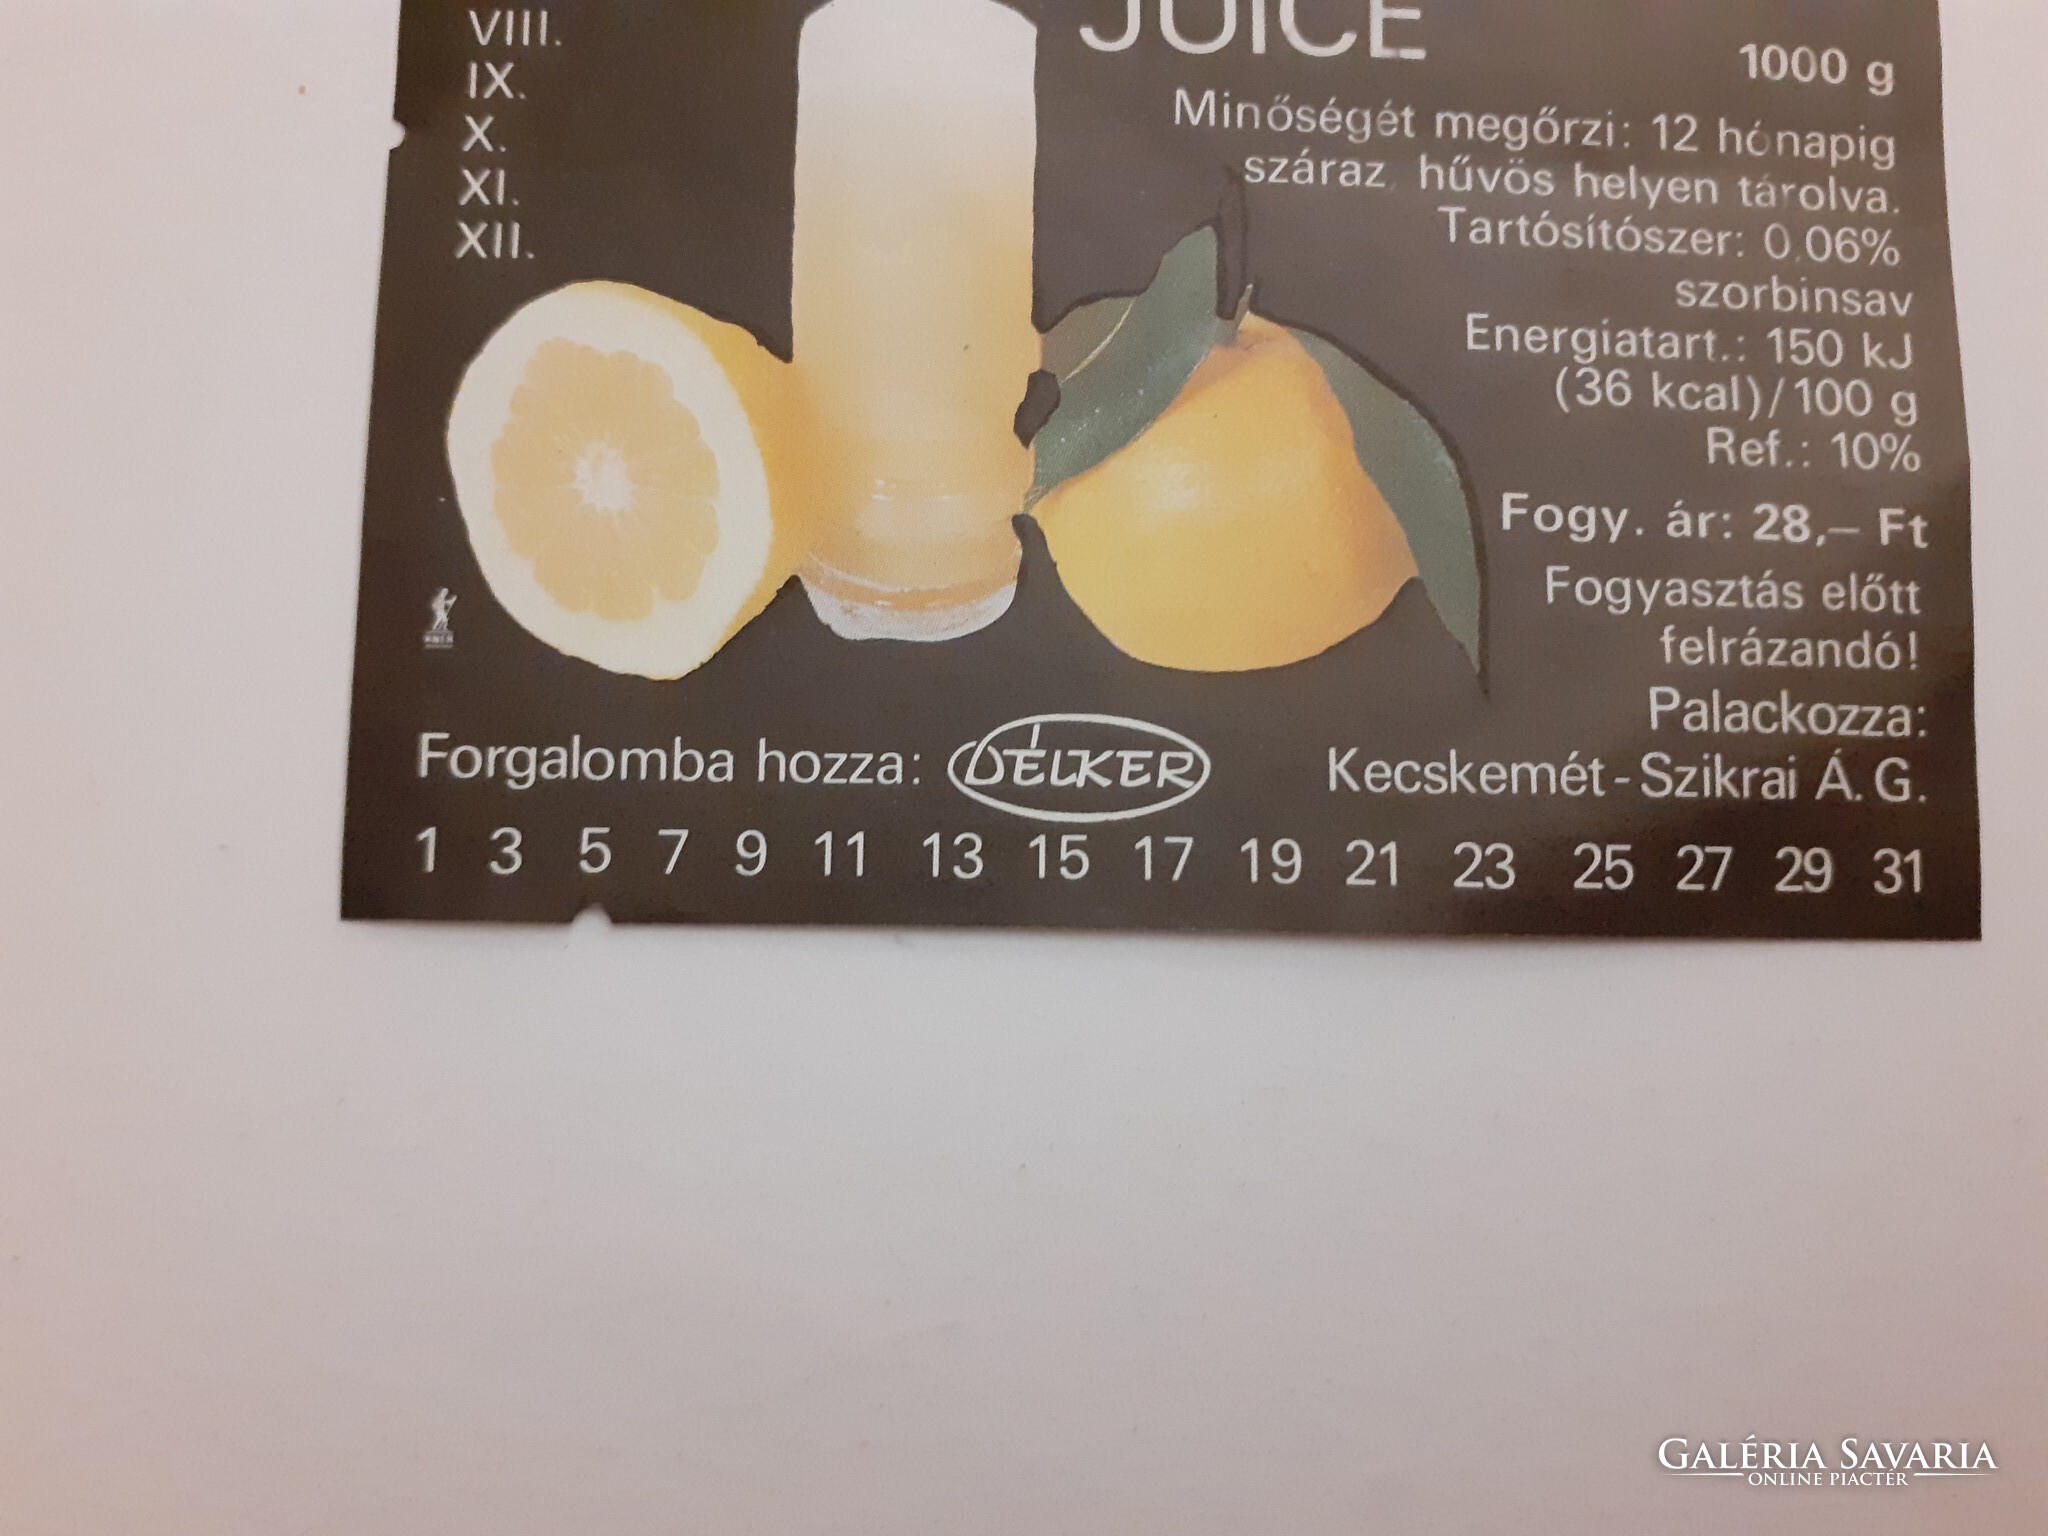 JUICE
1000 g
VIII.
IX.
X.
XI.
XII.
Minőségét megőrzi: 12 hónapig
száraz, hűvös helyen tárolva.
Tartósítószer: 0,06%
szorbinsav
Energiatart.: 150 kJ
(36 kcal)/100 g
Ref.: 10%
Fogy. ár: 28,– Ft
Fogyasztás előtt
felrázandó!
Palackozza:
Kecskemét-Szikrai Á.G.
Forgalomba hozza: DÉLKER
1 3 5 7 9 11 13 15 17 19 21 23 25 27 29 31
GALÉRIA SAVARIA
ONLINE PIACTÉR